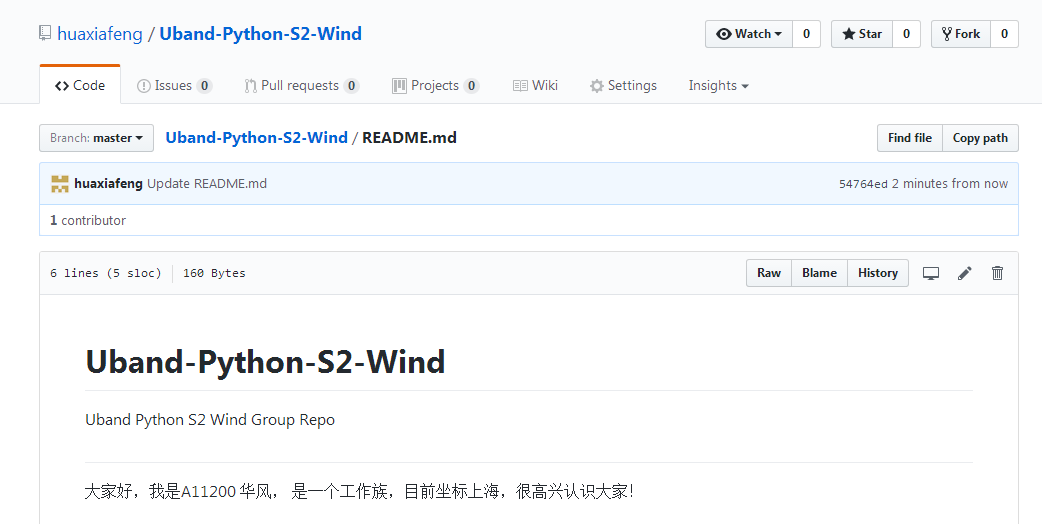 huaxiafeng / Uband-Python-S2-Wind
Watch 0 Star 0 Fork 0
Code Issues 0 Pull requests 0 Projects 0 Wiki Settings Insights
Branch: master Uband-Python-S2-Wind / README.md Find file Copy path
huaxiafeng Update README.md 54764ed 2 minutes from now
1 contributor
6 lines (5 sloc) 160 Bytes Raw Blame History
Uband-Python-S2-Wind
Uband Python S2 Wind Group Repo
大家好，我是A11200 华风， 是一个工作族，目前坐标上海，很高兴认识大家！